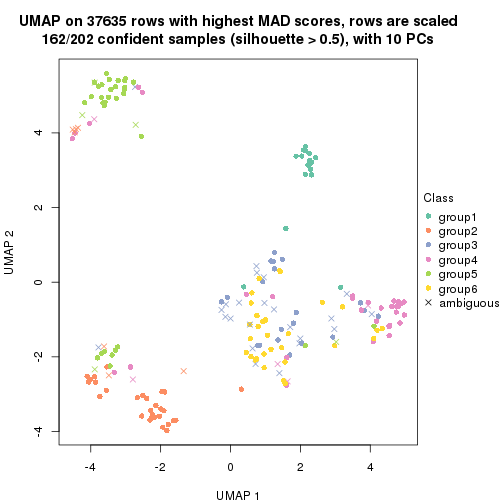 UMAP on 37635 rows with highest MAD scores, rows are scaled
162/202 confident samples (silhouette > 0.5), with 10 PCs
UMAP 2
4
2
0
-2
-4
-4
-2
0
2
4
UMAP 1
Class
group1
group2
group3
group4
group5
group6
ambiguous